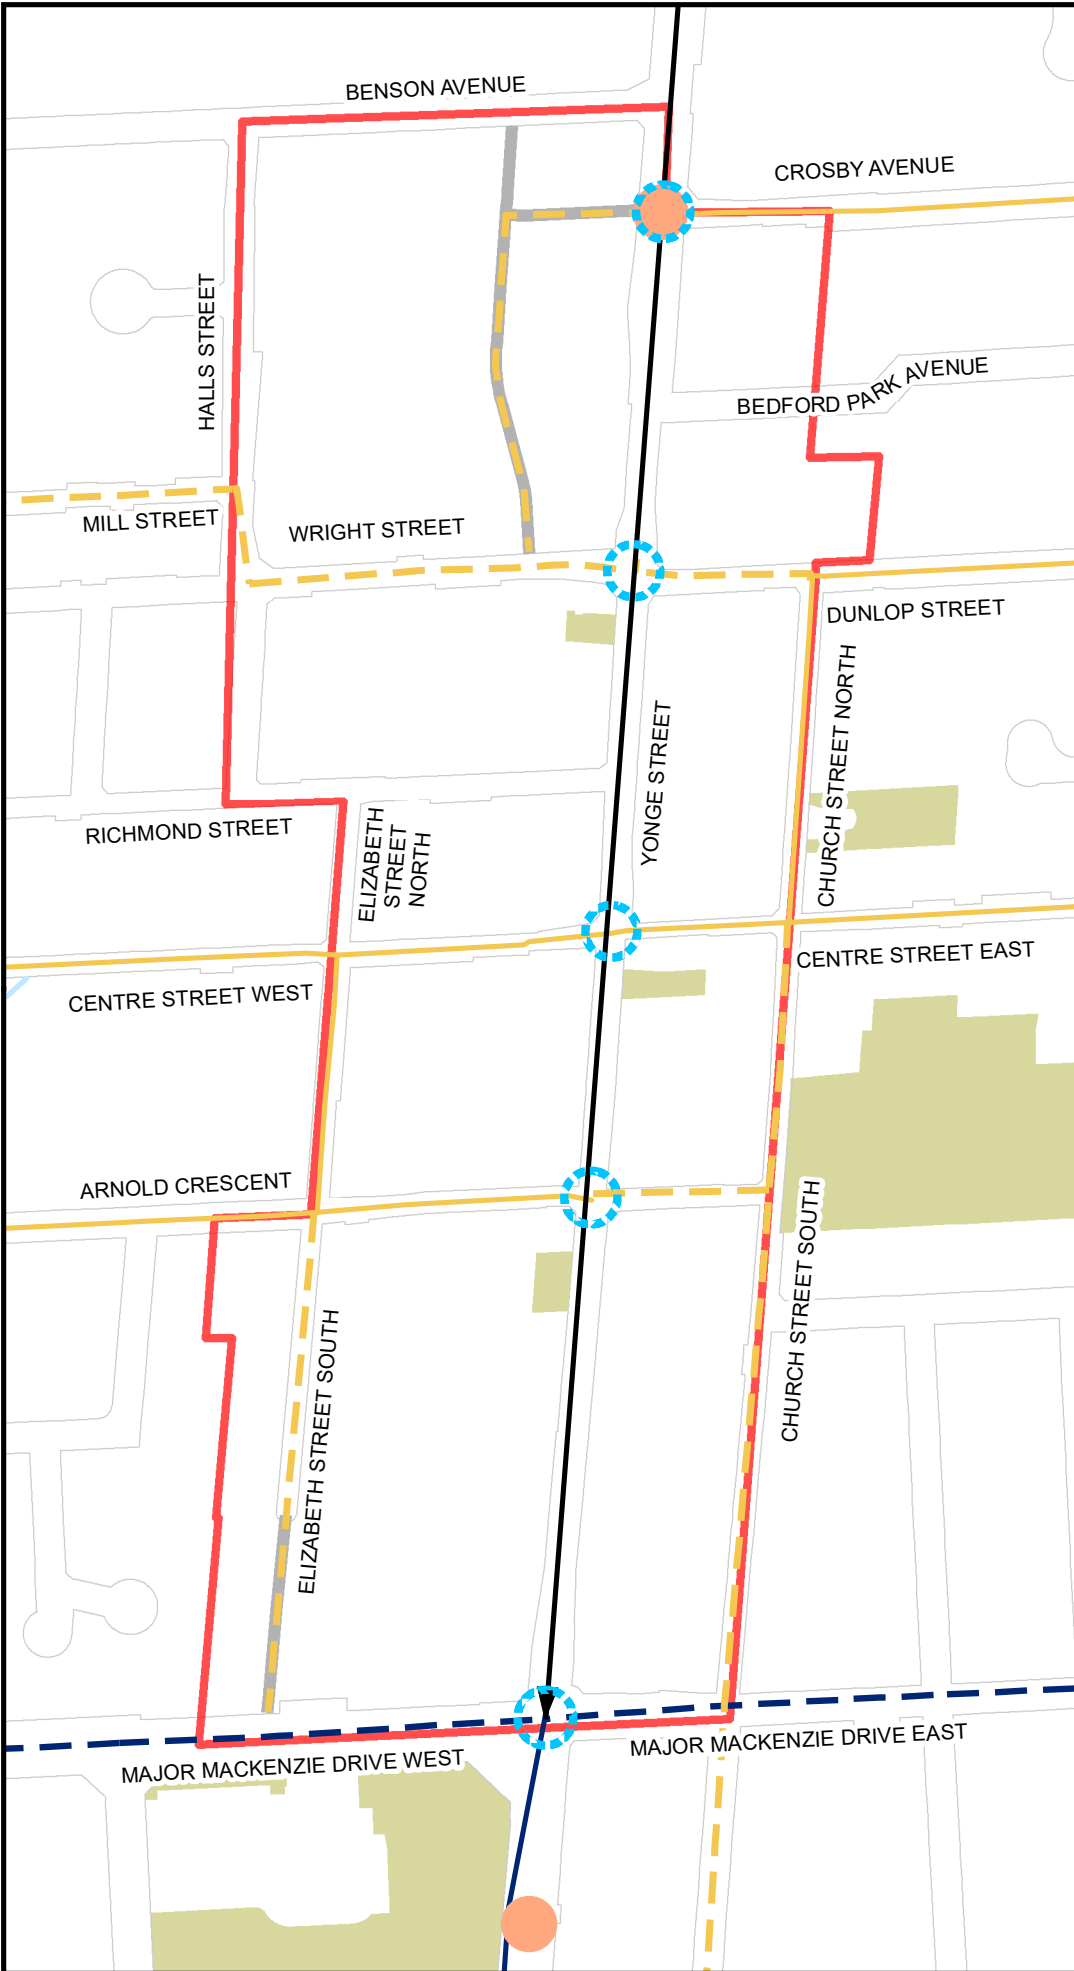 BENSON AVENUE
CROSBY AVENUE
HALLS STREET
BEDFORD PARK AVENUE
MILL STREET
WRIGHT STREET
DUNLOP STREET
CHURCH STREET NORTH
YONGE STREET
RICHMOND STREET
ELIZABETH
STREET
NORTH
CENTRE STREET EAST
CENTRE STREET WEST
ARNOLD CRESCENT
CHURCH STREET SOUTH
ELIZABETH STREET SOUTH
MAJOR MACKENZIE DRIVE EAST
MAJOR MACKENZIE DRIVE WEST